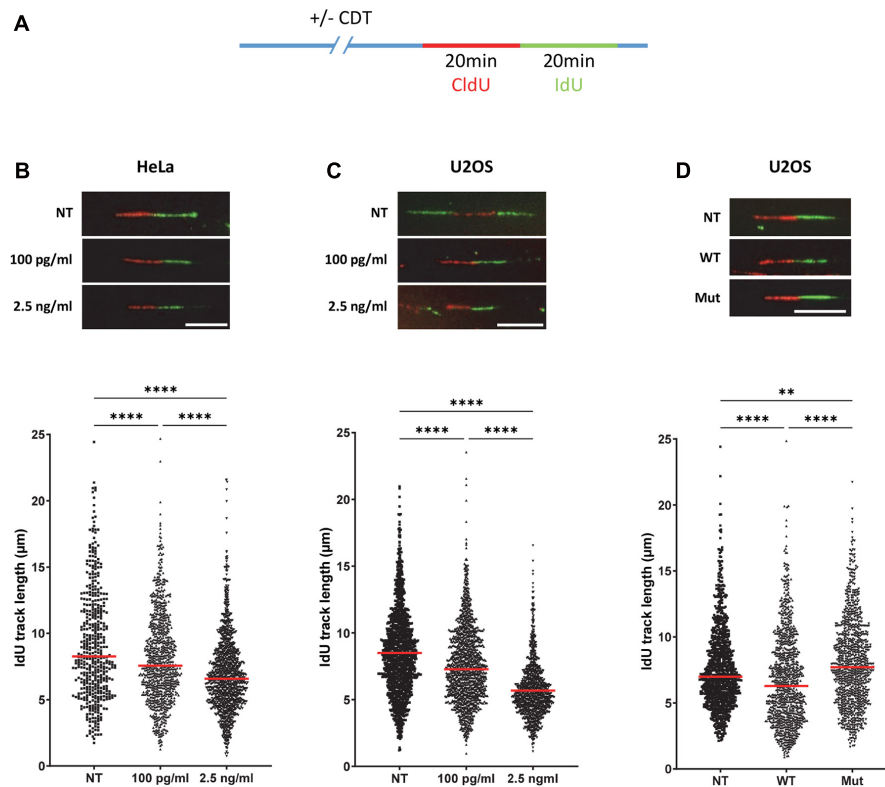 A
+/- CDT
20min 20min
CldU IdU
B HeLa
NT
100 pg/ml
2.5 ng/ml
C U2OS
NT
100 pg/ml
2.5 ng/ml
D U2OS
NT
WT
Mut
****
**** ****
IdU track length (µm)
25
20
15
10
5
0
NT 100 pg/ml 2.5 ng/ml
****
**** ****
IdU track length (µm)
25
20
15
10
5
0
NT 100 pg/ml 2.5 ngml
**
**** ****
IdU track length (µm)
25
20
15
10
5
0
NT WT Mut